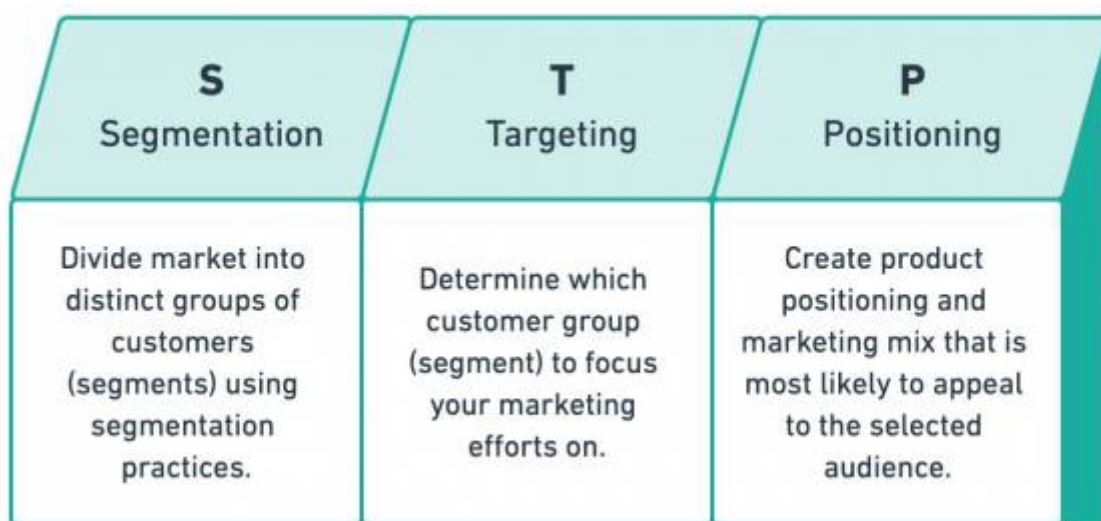 S
Segmentation
Divide market into
distinct groups of
customers
(segments) using
segmentation
practices.
T
Targeting
Determine which
customer group
(segment) to focus
your marketing
efforts on.
P
Positioning
Create product
positioning and
marketing mix that is
most likely to appeal
to the selected
audience.